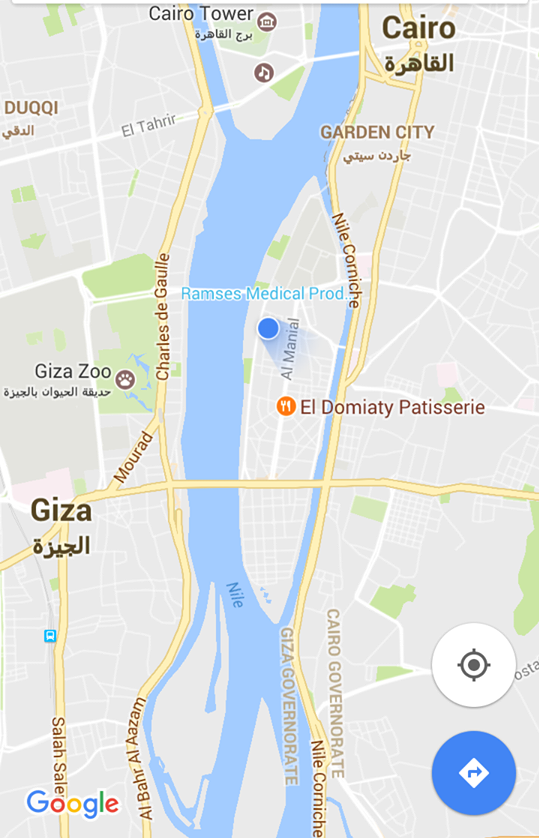 Cairo Tower
برج القاهرة
Cairo
القاهرة
DUQQI
الدقي
El Tahrir
GARDEN CITY
جاردن سيتي
Nile Corniche
Charles de Gaulle
Ramses Medical Prod...
Al Manial
Giza Zoo
حديقة الحيوان بالجيزة
El Domiaty Patisserie
Mourad
Giza
الجيزة
Nile
GIZA GOVERNORATE
CAIRO GOVERNORATE
Salah Sale
Al Bahr Al Aazam
Nile Corniche
Google